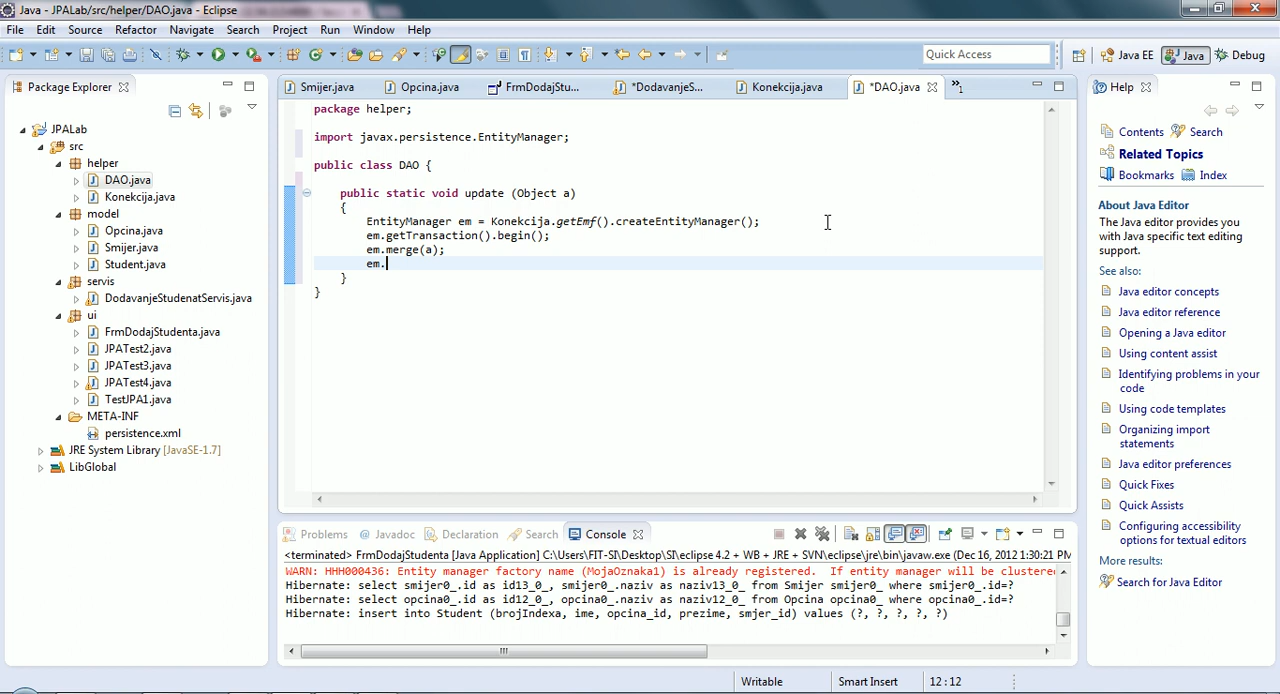 Java - JPALab/src/helper/DAO.java - Eclipse
File Edit Source Refactor Navigate Search Project Run Window Help
Quick Access Java EE Java Debug
Package Explorer
JPALab
src
helper
DAO.java
Konekcija.java
model
Opcina.java
Smijer.java
Student.java
servis
DodavanjeStudenatServis.java
ui
FrmDodajStudenta.java
JPATest2.java
JPATest3.java
JPATest4.java
TestJPA1.java
META-INF
persistence.xml
JRE System Library [JavaSE-1.7]
LibGlobal
Smijer.java Opcina.java FrmDodajStu... *DodavanjeS... Konekcija.java *DAO.java »1
package helper;
import javax.persistence.EntityManager;
public class DAO {
public static void update (Object a)
{
EntityManager em = Konekcija.getEmf().createEntityManager();
em.getTransaction().begin();
em.merge(a);
em.
}
}
Problems @ Javadoc Declaration Search Console
<terminated> FrmDodajStudenta [Java Application] C:\Users\FIT-SI\Desktop\SI\eclipse 4.2 + WB + JRE + SVN\eclipse\jre\bin\javaw.exe (Dec 16, 2012 1:30:21 PM
WARN: HHH000436: Entity manager factory name (MojaOznaka1) is already registered.  If entity manager will be clustere
Hibernate: select smijer0_.id as id13_0_, smijer0_.naziv as naziv13_0_ from Smijer smijer0_ where smijer0_.id=?
Hibernate: select opcina0_.id as id12_0_, opcina0_.naziv as naziv12_0_ from Opcina opcina0_ where opcina0_.id=?
Hibernate: insert into Student (brojIndexa, ime, opcina_id, prezime, smjer_id) values (?, ?, ?, ?, ?)
Help
Contents Search
Related Topics
Bookmarks Index
About Java Editor
The Java editor provides you
with Java specific text editing
support.
See also:
Java editor concepts
Java editor reference
Opening a Java editor
Using content assist
Identifying problems in your
code
Using code templates
Organizing import
statements
Java editor preferences
Quick Fixes
Quick Assists
Configuring accessibility
options for textual editors
More results:
Search for Java Editor
Writable Smart Insert 12 : 12